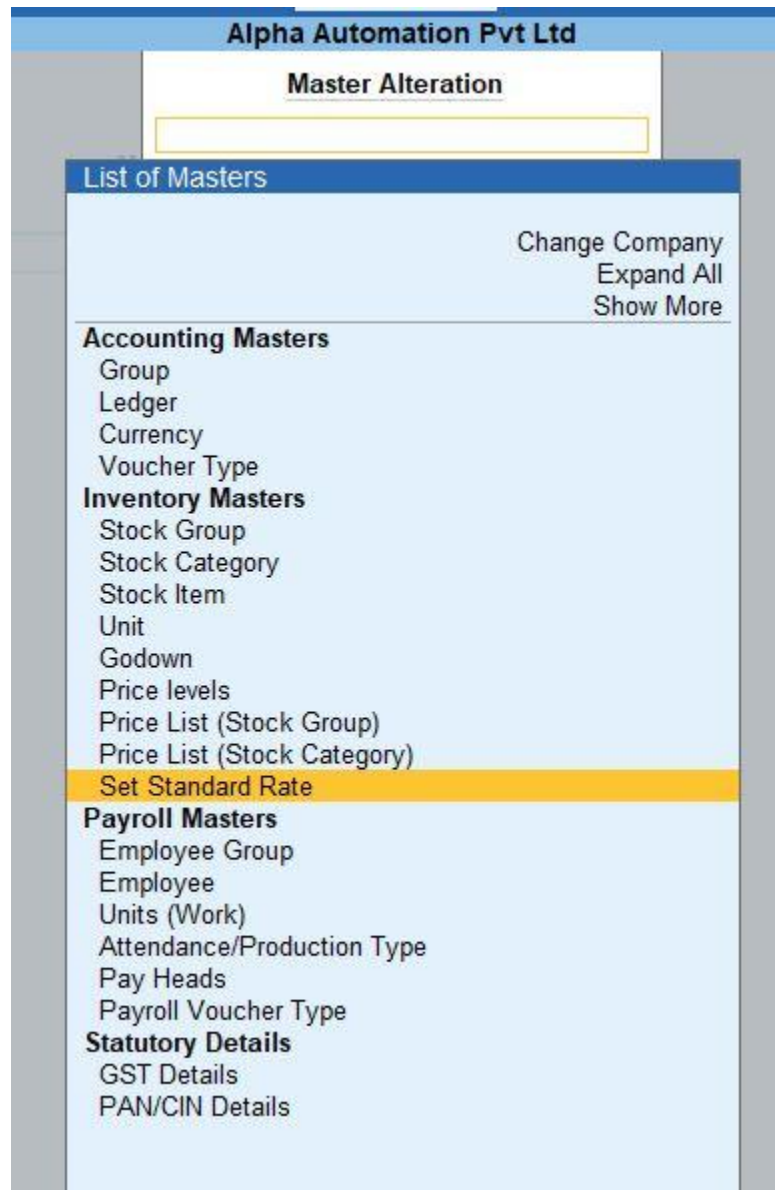 Alpha Automation Pvt Ltd
Master Alteration
List of Masters
Change Company
Expand All
Show More
Accounting Masters
Group
Ledger
Currency
Voucher Type
Inventory Masters
Stock Group
Stock Category
Stock Item
Unit
Godown
Price levels
Price List (Stock Group)
Price List (Stock Category)
Set Standard Rate
Payroll Masters
Employee Group
Employee
Units (Work)
Attendance/Production Type
Pay Heads
Payroll Voucher Type
Statutory Details
GST Details
PAN/CIN Details